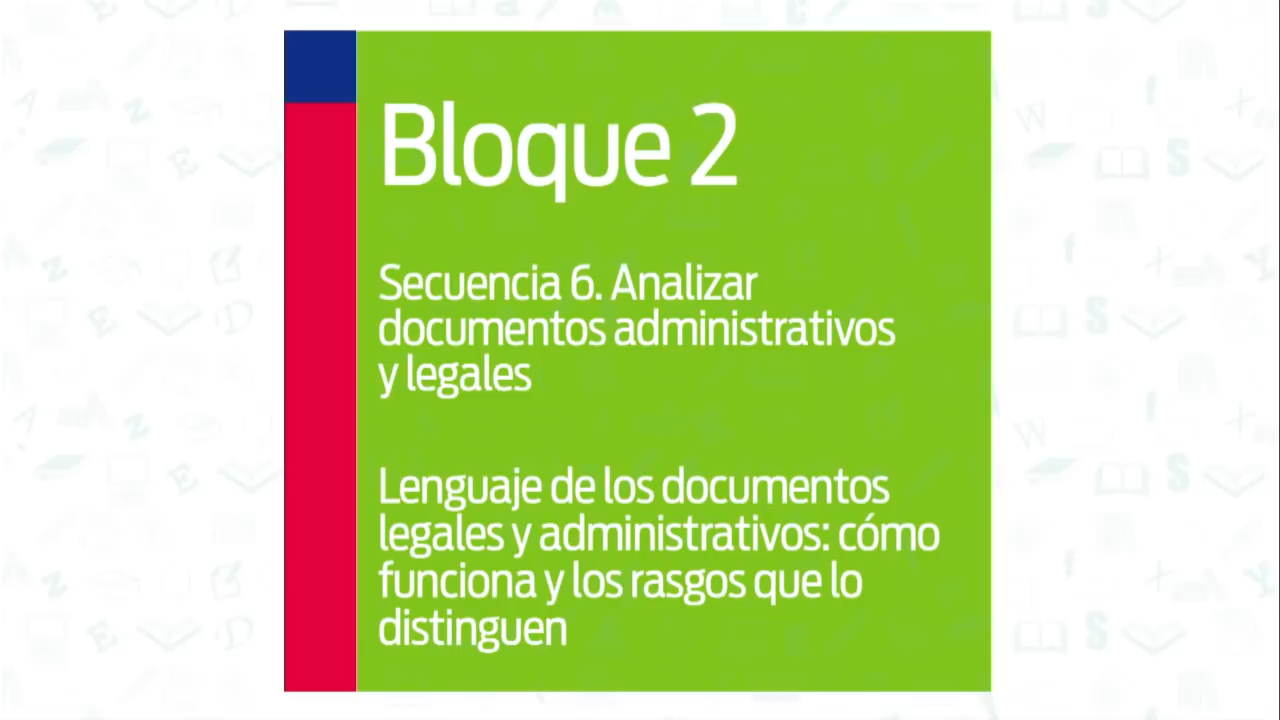 Bloque 2
Secuencia 6. Analizar
documentos administrativos
y legales
Lenguaje de los documentos
legales y administrativos: cómo
funciona y los rasgos que lo
distinguen